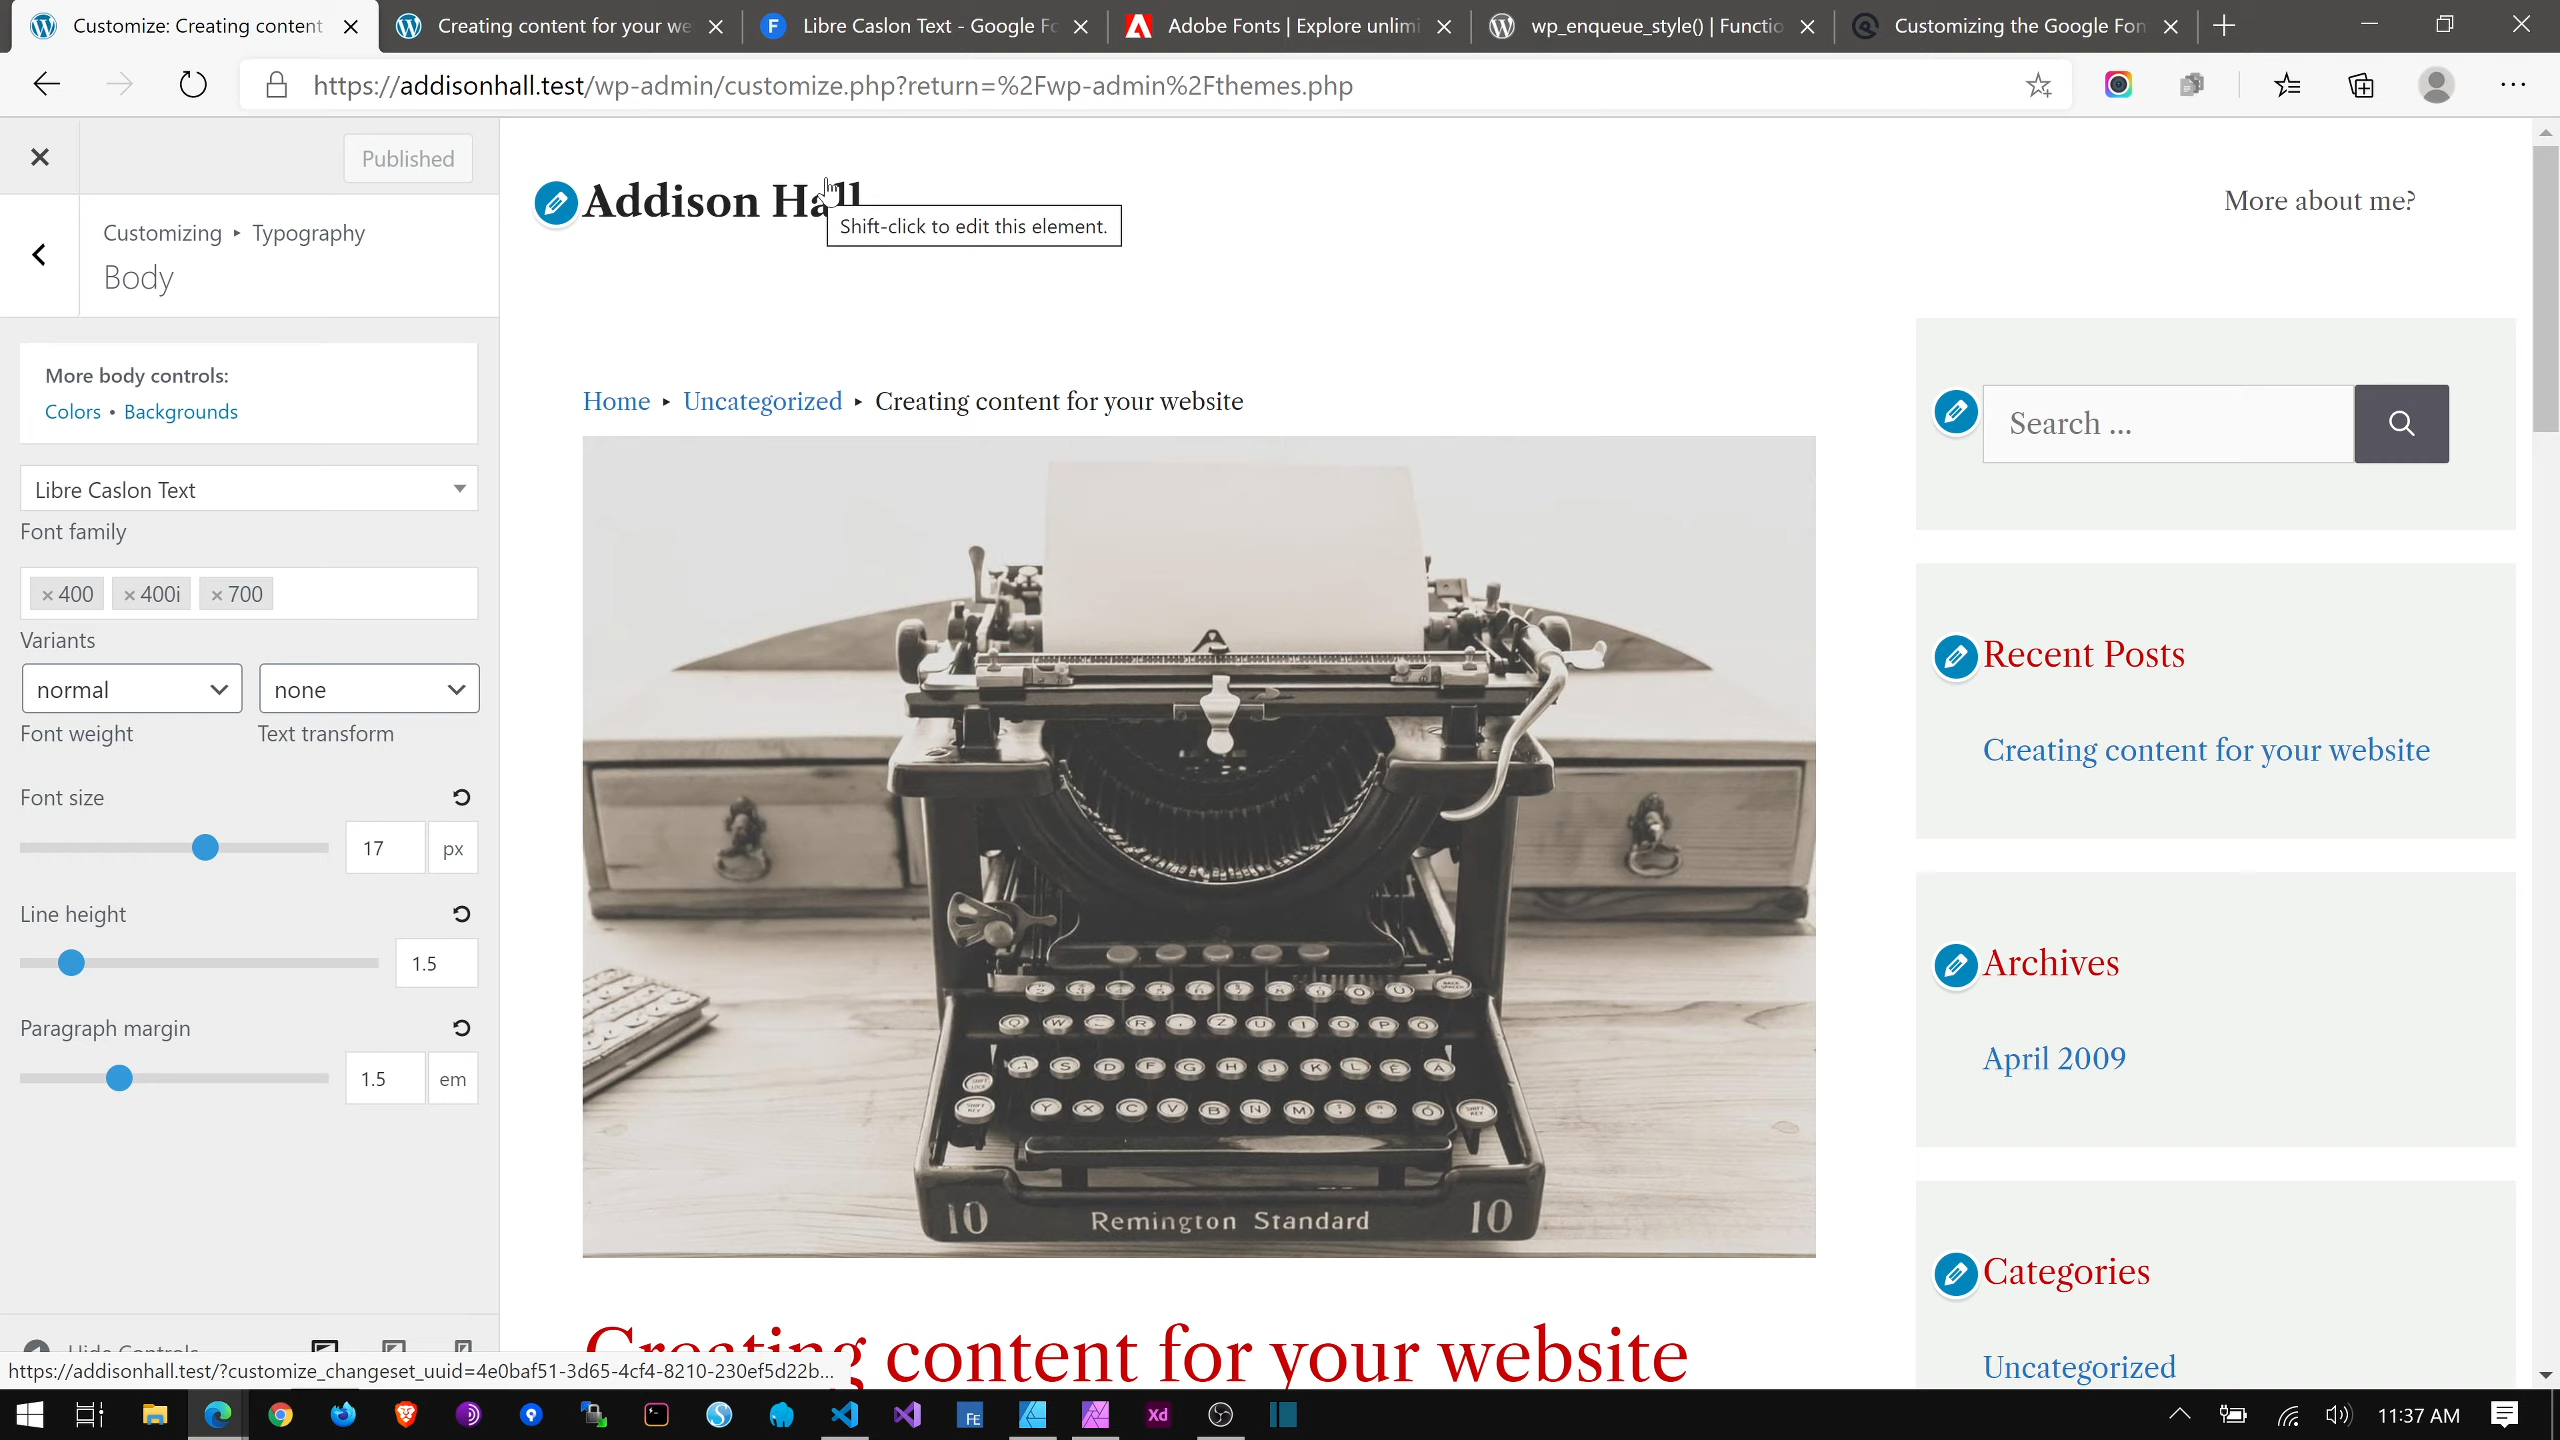 Customize: Creating content
Creating content for your we
Libre Caslon Text - Google Fo
Adobe Fonts | Explore unlimi
wp_enqueue_style() | Functio
Customizing the Google Fon
https://addisonhall.test/wp-admin/customize.php?return=%2Fwp-admin%2Fthemes.php
Published
Customizing ▸ Typography
Body
More body controls:
Colors • Backgrounds
Libre Caslon Text
Font family
× 400 × 400i × 700
Variants
normal
none
Font weight
Text transform
Font size
17 px
Line height
1.5
Paragraph margin
1.5 em
Hide Controls
https://addisonhall.test/?customize_changeset_uuid=4e0baf51-3d65-4cf4-8210-230ef5d22b...
Addison Hall
Shift-click to edit this element.
More about me?
Home ▸ Uncategorized ▸ Creating content for your website
10 Remington Standard 10
Creating content for your website
Search ...
Recent Posts
Creating content for your website
Archives
April 2009
Categories
Uncategorized
FE
Xd
11:37 AM